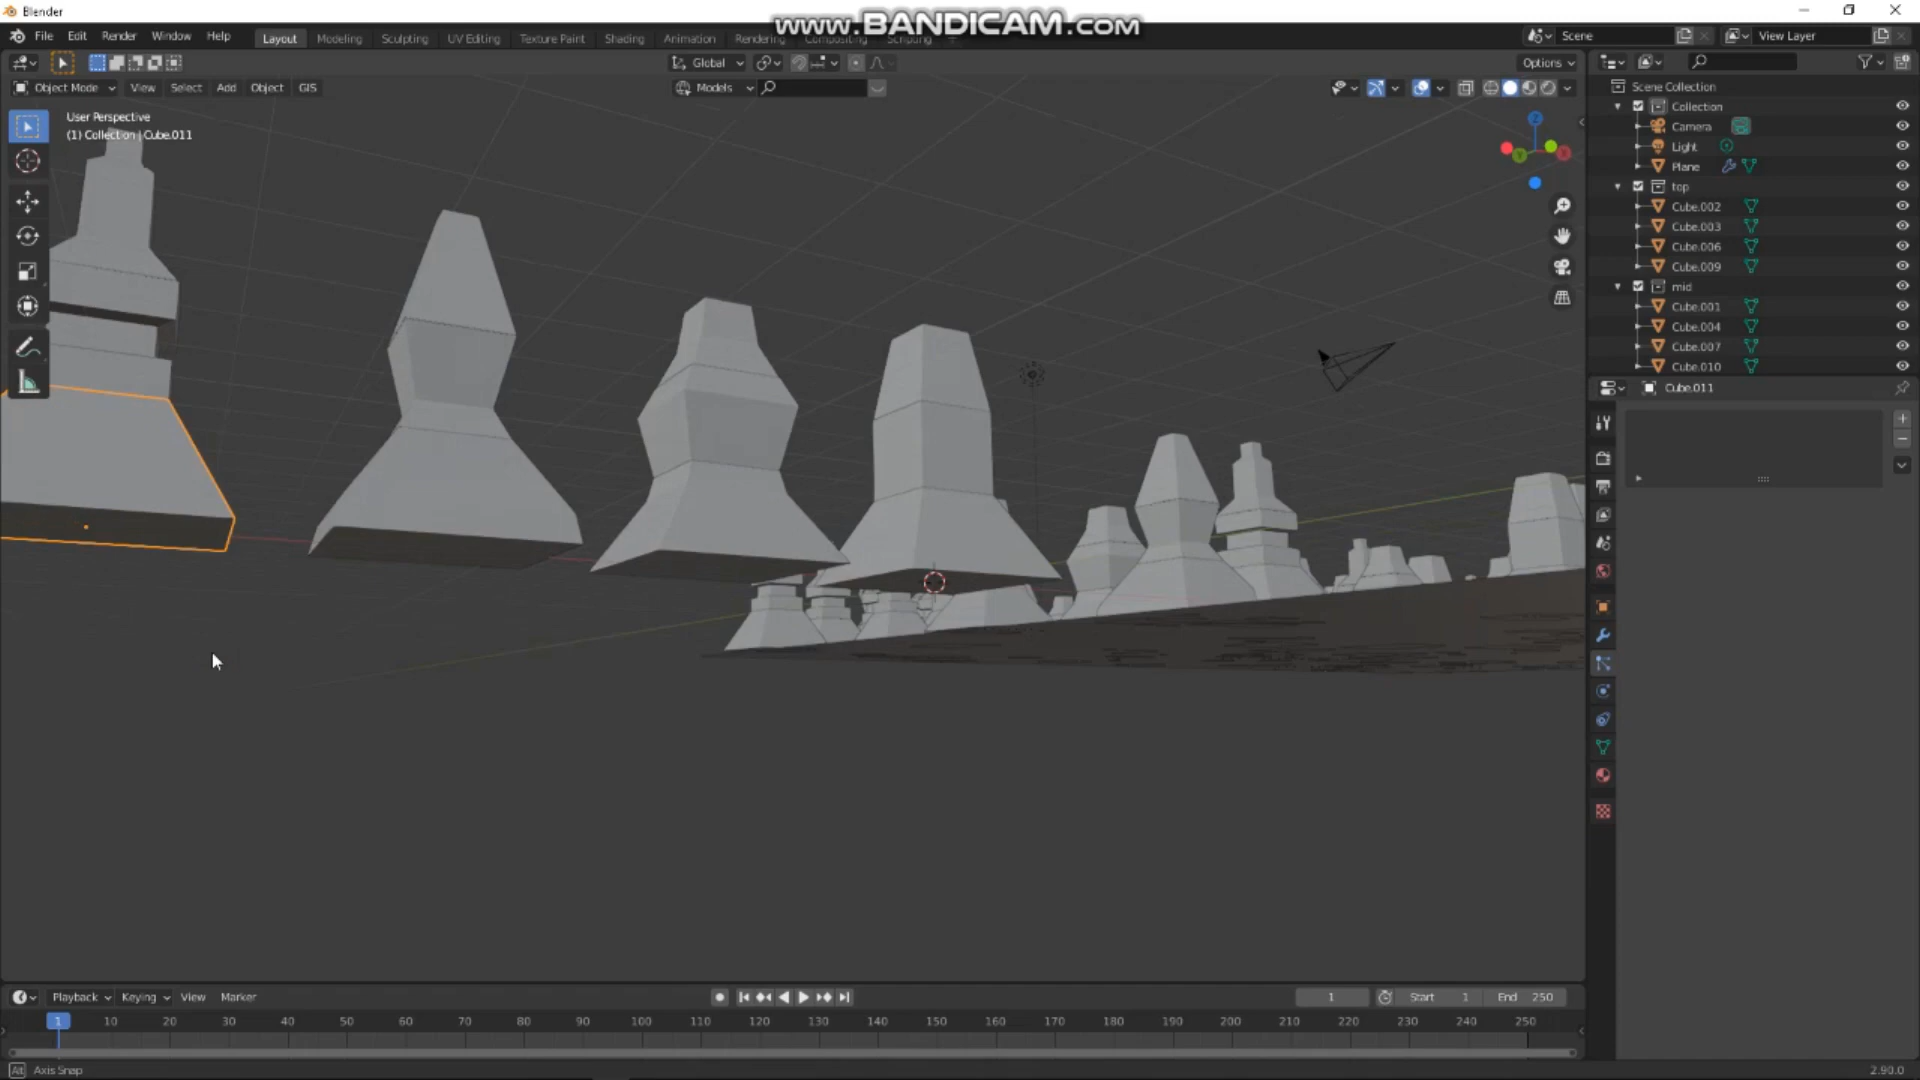 Blender
www.BANDICAM.com
File Edit Render Window Help Layout Modeling Sculpting UV Editing Texture Paint Shading Animation Rendering Compositing Scripting Scene View Layer
Global Options
Object Mode View Select Add Object GIS Models
User Perspective
(1) Collection | Cube.011
Scene Collection
Collection
Camera
Light
Plane
top
Cube.002
Cube.003
Cube.006
Cube.009
mid
Cube.001
Cube.004
Cube.007
Cube.010
Cube.011
Playback Keying View Marker 1 Start 1 End 250
1 10 20 30 40 50 60 70 80 90 100 110 120 130 140 150 160 170 180 190 200 210 220 230 240 250
Alt Axis Snap 2.90.0